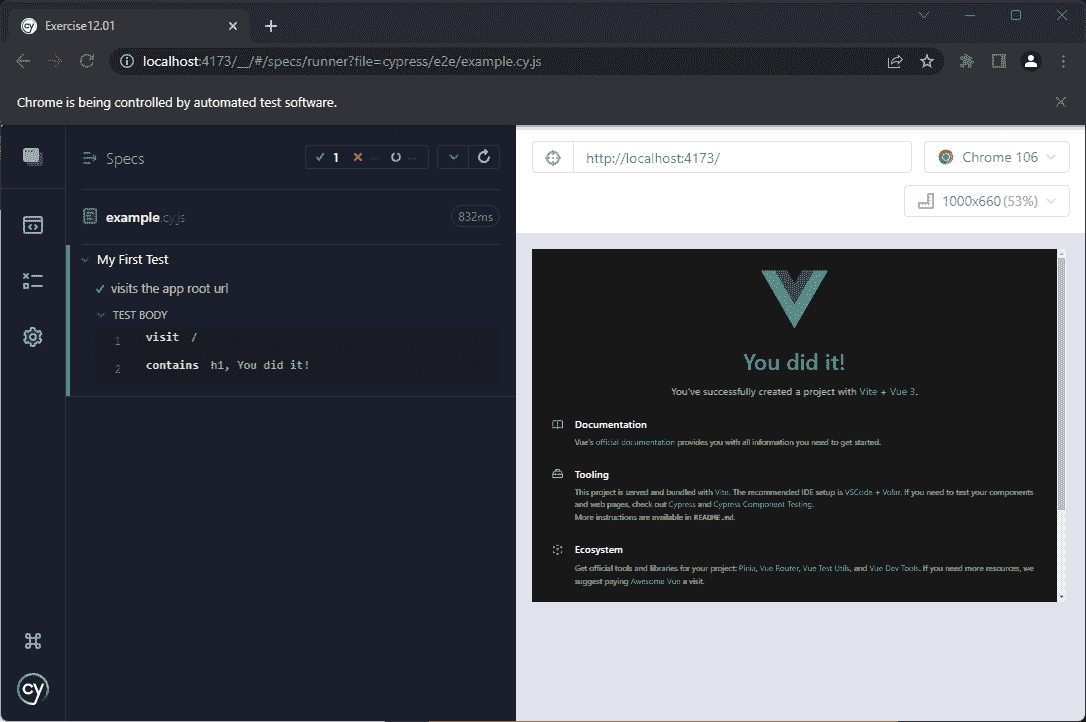 Exercise12.01
localhost:4173/__/#/specs/runner?file=cypress/e2e/example.cy.js
Chrome is being controlled by automated test software.
Specs
1
--
--
example.cy.js
832ms
My First Test
visits the app root url
TEST BODY
1 visit /
2 contains h1, You did it!
cy
http://localhost:4173/
Chrome 106
1000x660 (53%)
You did it!
You've successfully created a project with Vite + Vue 3.
Documentation
Vue's official documentation provides you with all information you need to get started.
Tooling
This project is served and bundled with Vite. The recommended IDE setup is VSCode + Volar. If you need to test your components
and web pages, check out Cypress and Cypress Component Testing.
More instructions are available in README.md.
Ecosystem
Get official tools and libraries for your project: Pinia, Vue Router, Vue Test Utils, and Vue Dev Tools. If you need more resources, we
suggest paying Awesome Vue a visit.